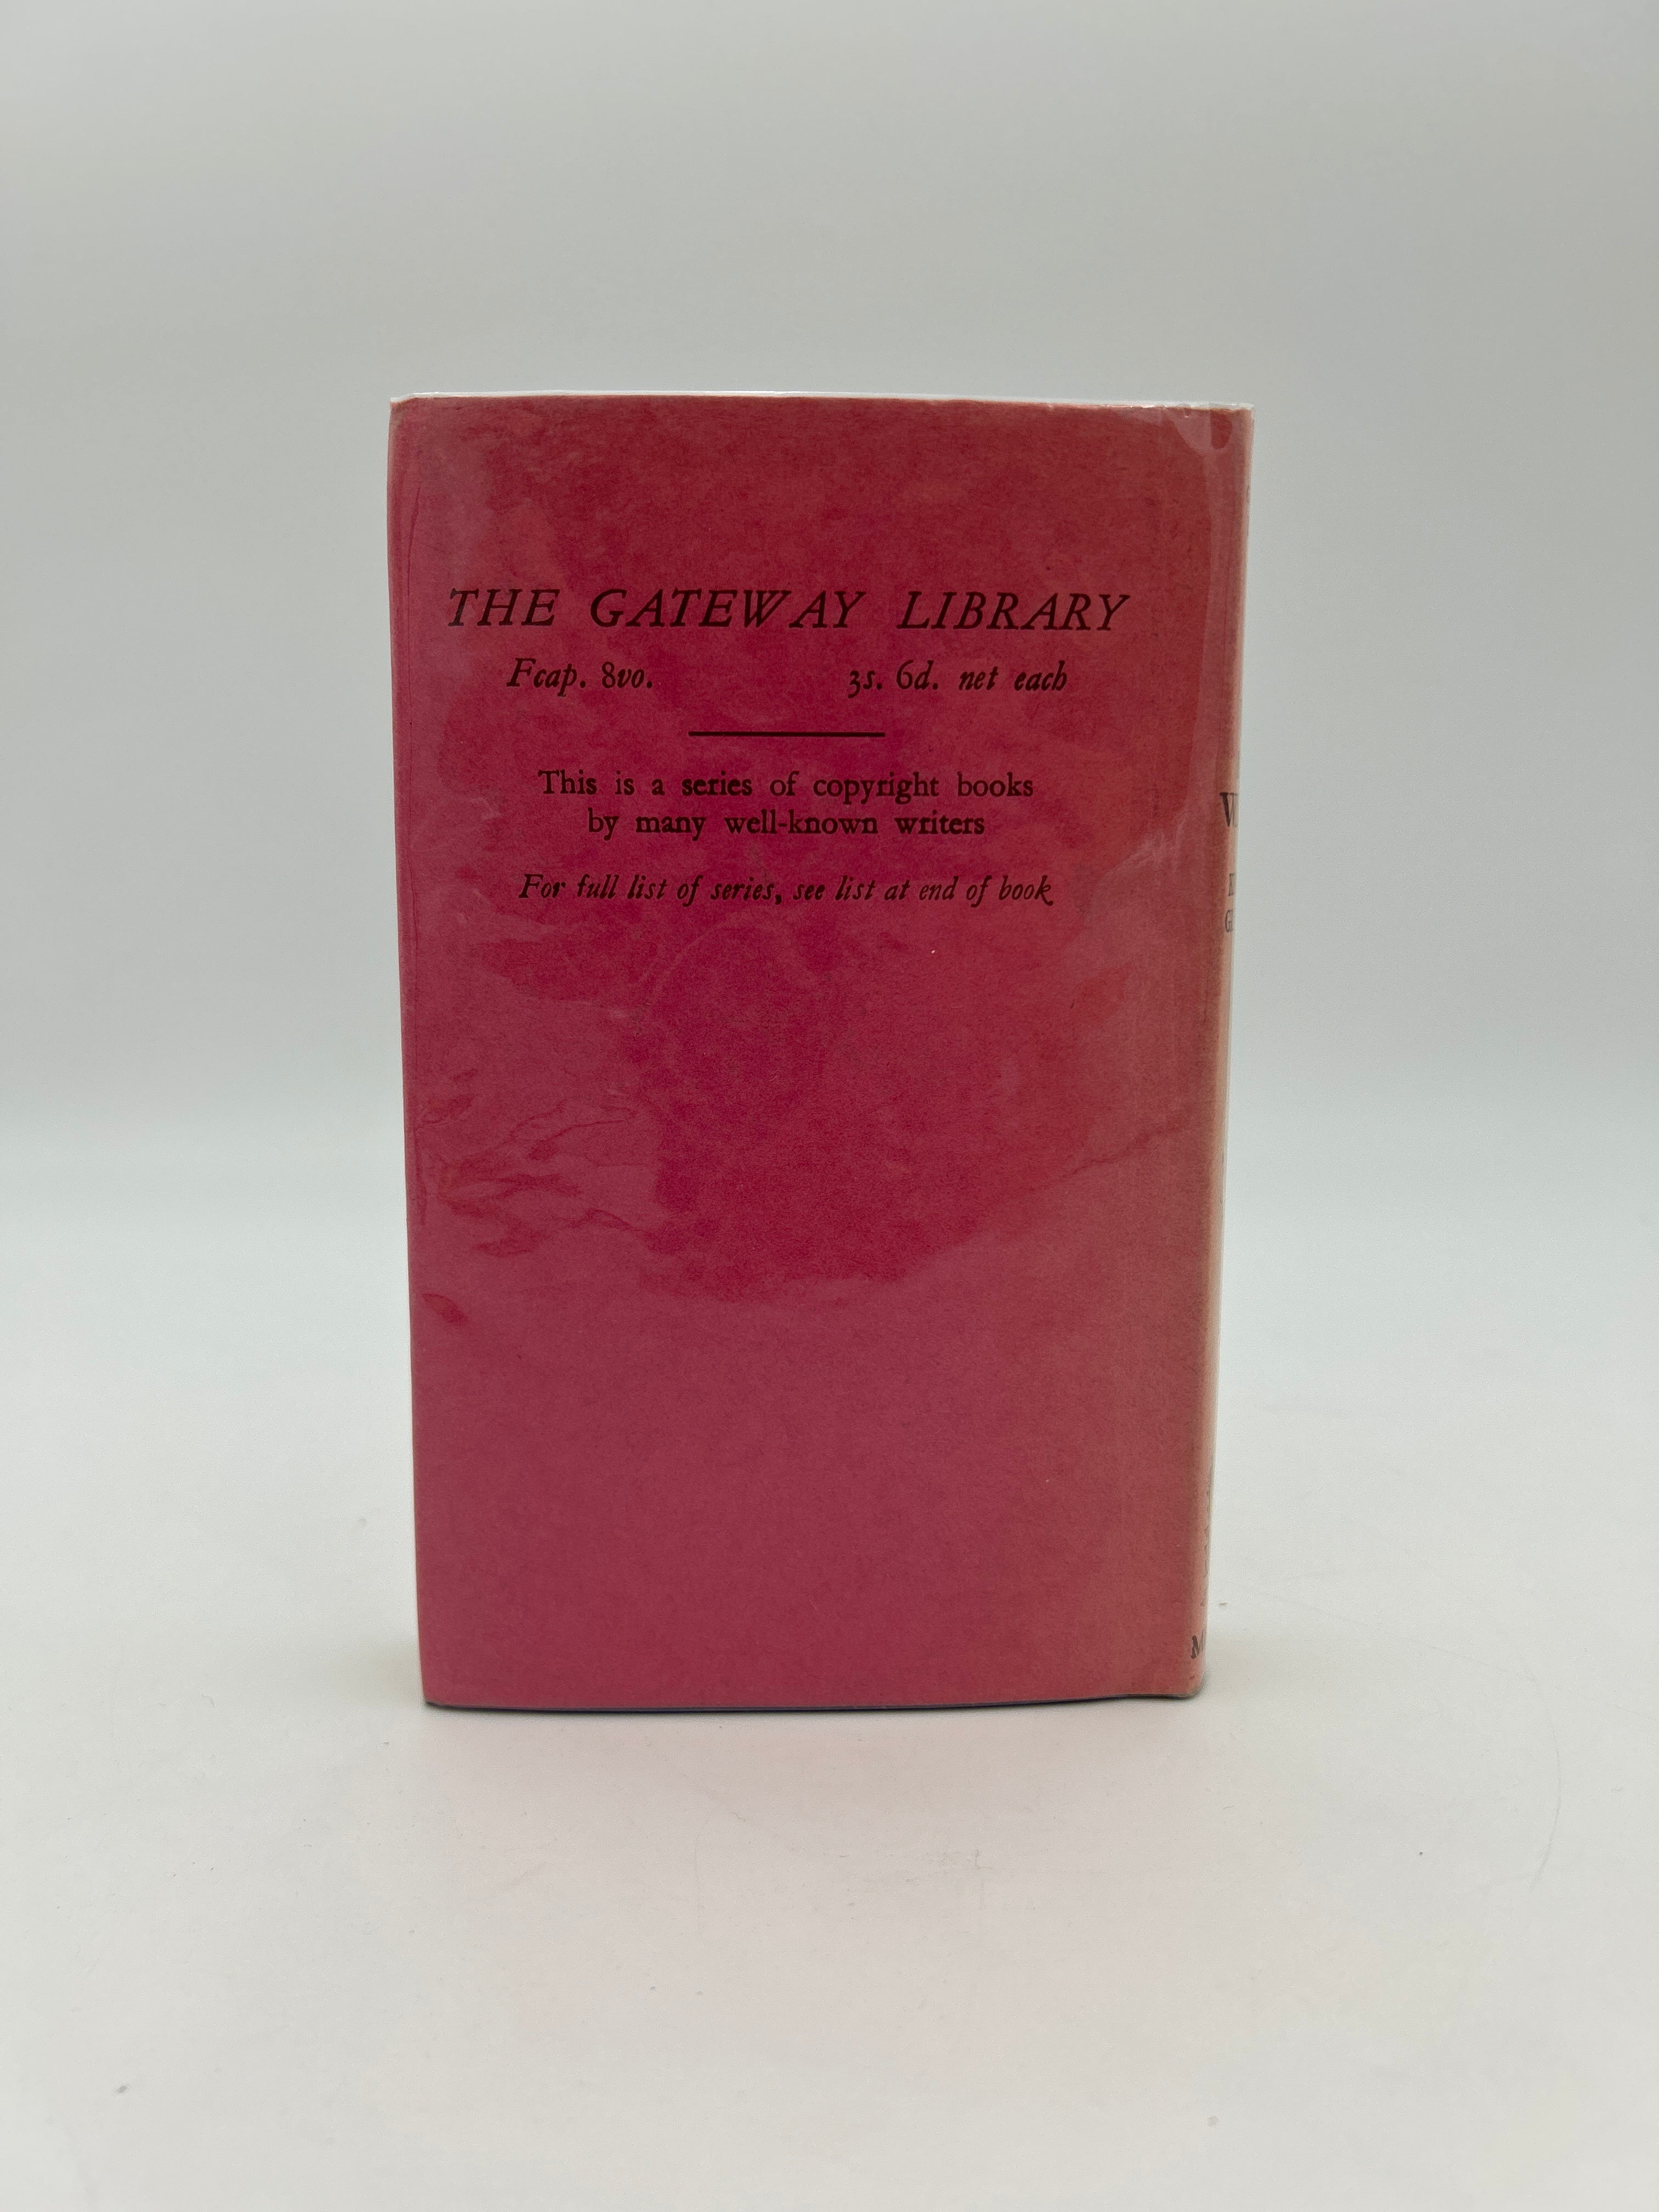 THE GATEWAY LIBRARY
Fcap. 8vo. 3s. 6d. net each
This is a series of copyright books
by many well-known writers
For full list of series, see list at end of book